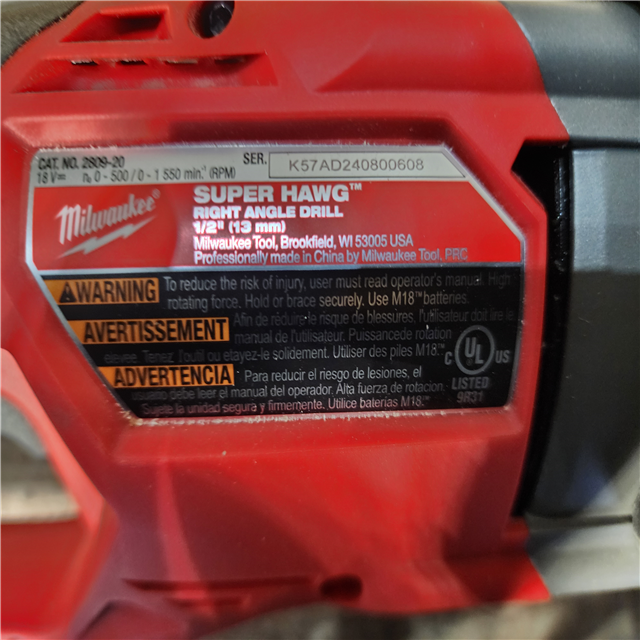 CAT. NO. 2809-20
18 V⎓ n₀ 0 - 500 / 0 - 1 550 min.⁻¹ (RPM)
SER. K57AD240800608
Milwaukee®
SUPER HAWG™
RIGHT ANGLE DRILL
1/2" (13 mm)
Milwaukee Tool, Brookfield, WI 53005 USA
Professionally made in China by Milwaukee Tool, PRC
WARNING To reduce the risk of injury, user must read operator's manual. High
rotating force. Hold or brace securely. Use M18™ batteries.
AVERTISSEMENT Afin de réduire le risque de blessures, l'utilisateur doit lire le
manuel de l'utilisateur. Puissance de rotation
élevée. Tenez l'outil ou etayez-le solidement. Utiliser des piles M18™.
ADVERTENCIA Para reducir el riesgo de lesiones, el
usuario debe leer el manual del operador. Alta fuerza de rotacion.
Sujete la unidad segura y firmemente. Utilice baterías M18™.
C UL US
LISTED
9R31